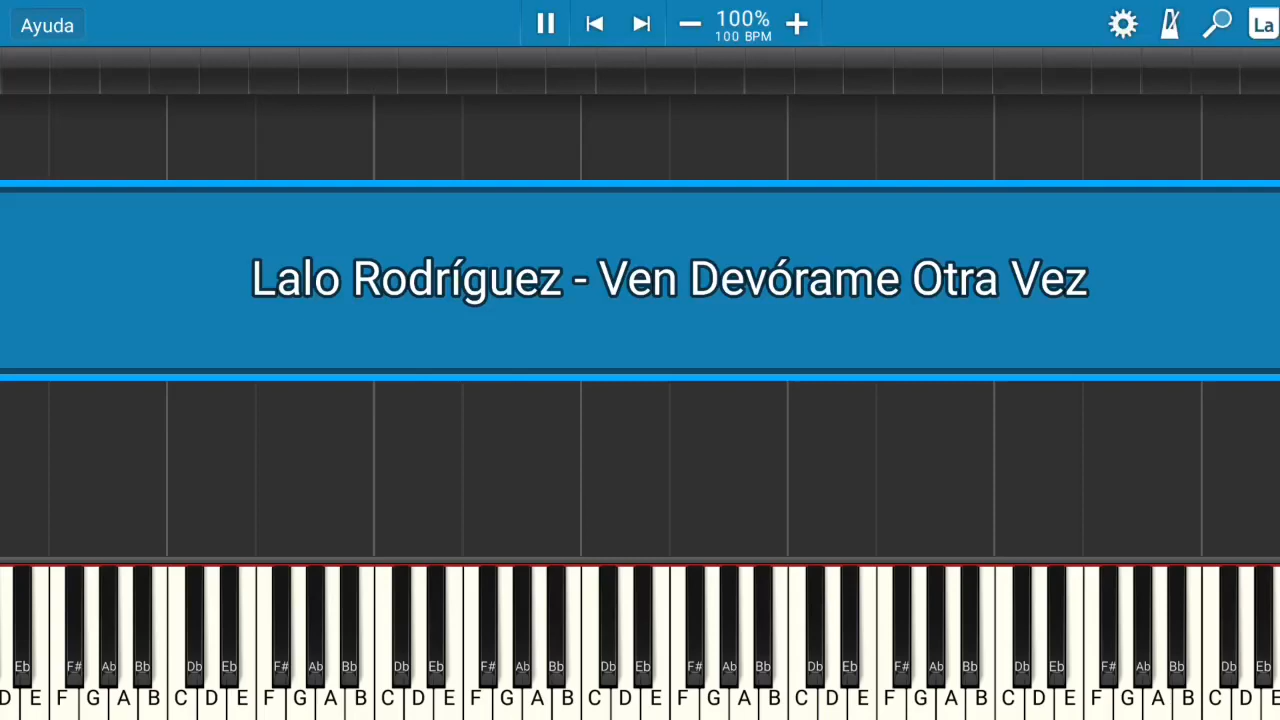 Ayuda
100%
100 BPM
La
Lalo Rodríguez - Ven Devórame Otra Vez
Eb F# Ab Bb Db Eb F# Ab Bb Db Eb F# Ab Bb Db Eb F# Ab Bb Db Eb F# Ab Bb Db Eb F# Ab Bb Db Eb
D E F G A B C D E F G A B C D E F G A B C D E F G A B C D E F G A B C D E F G A B C D E